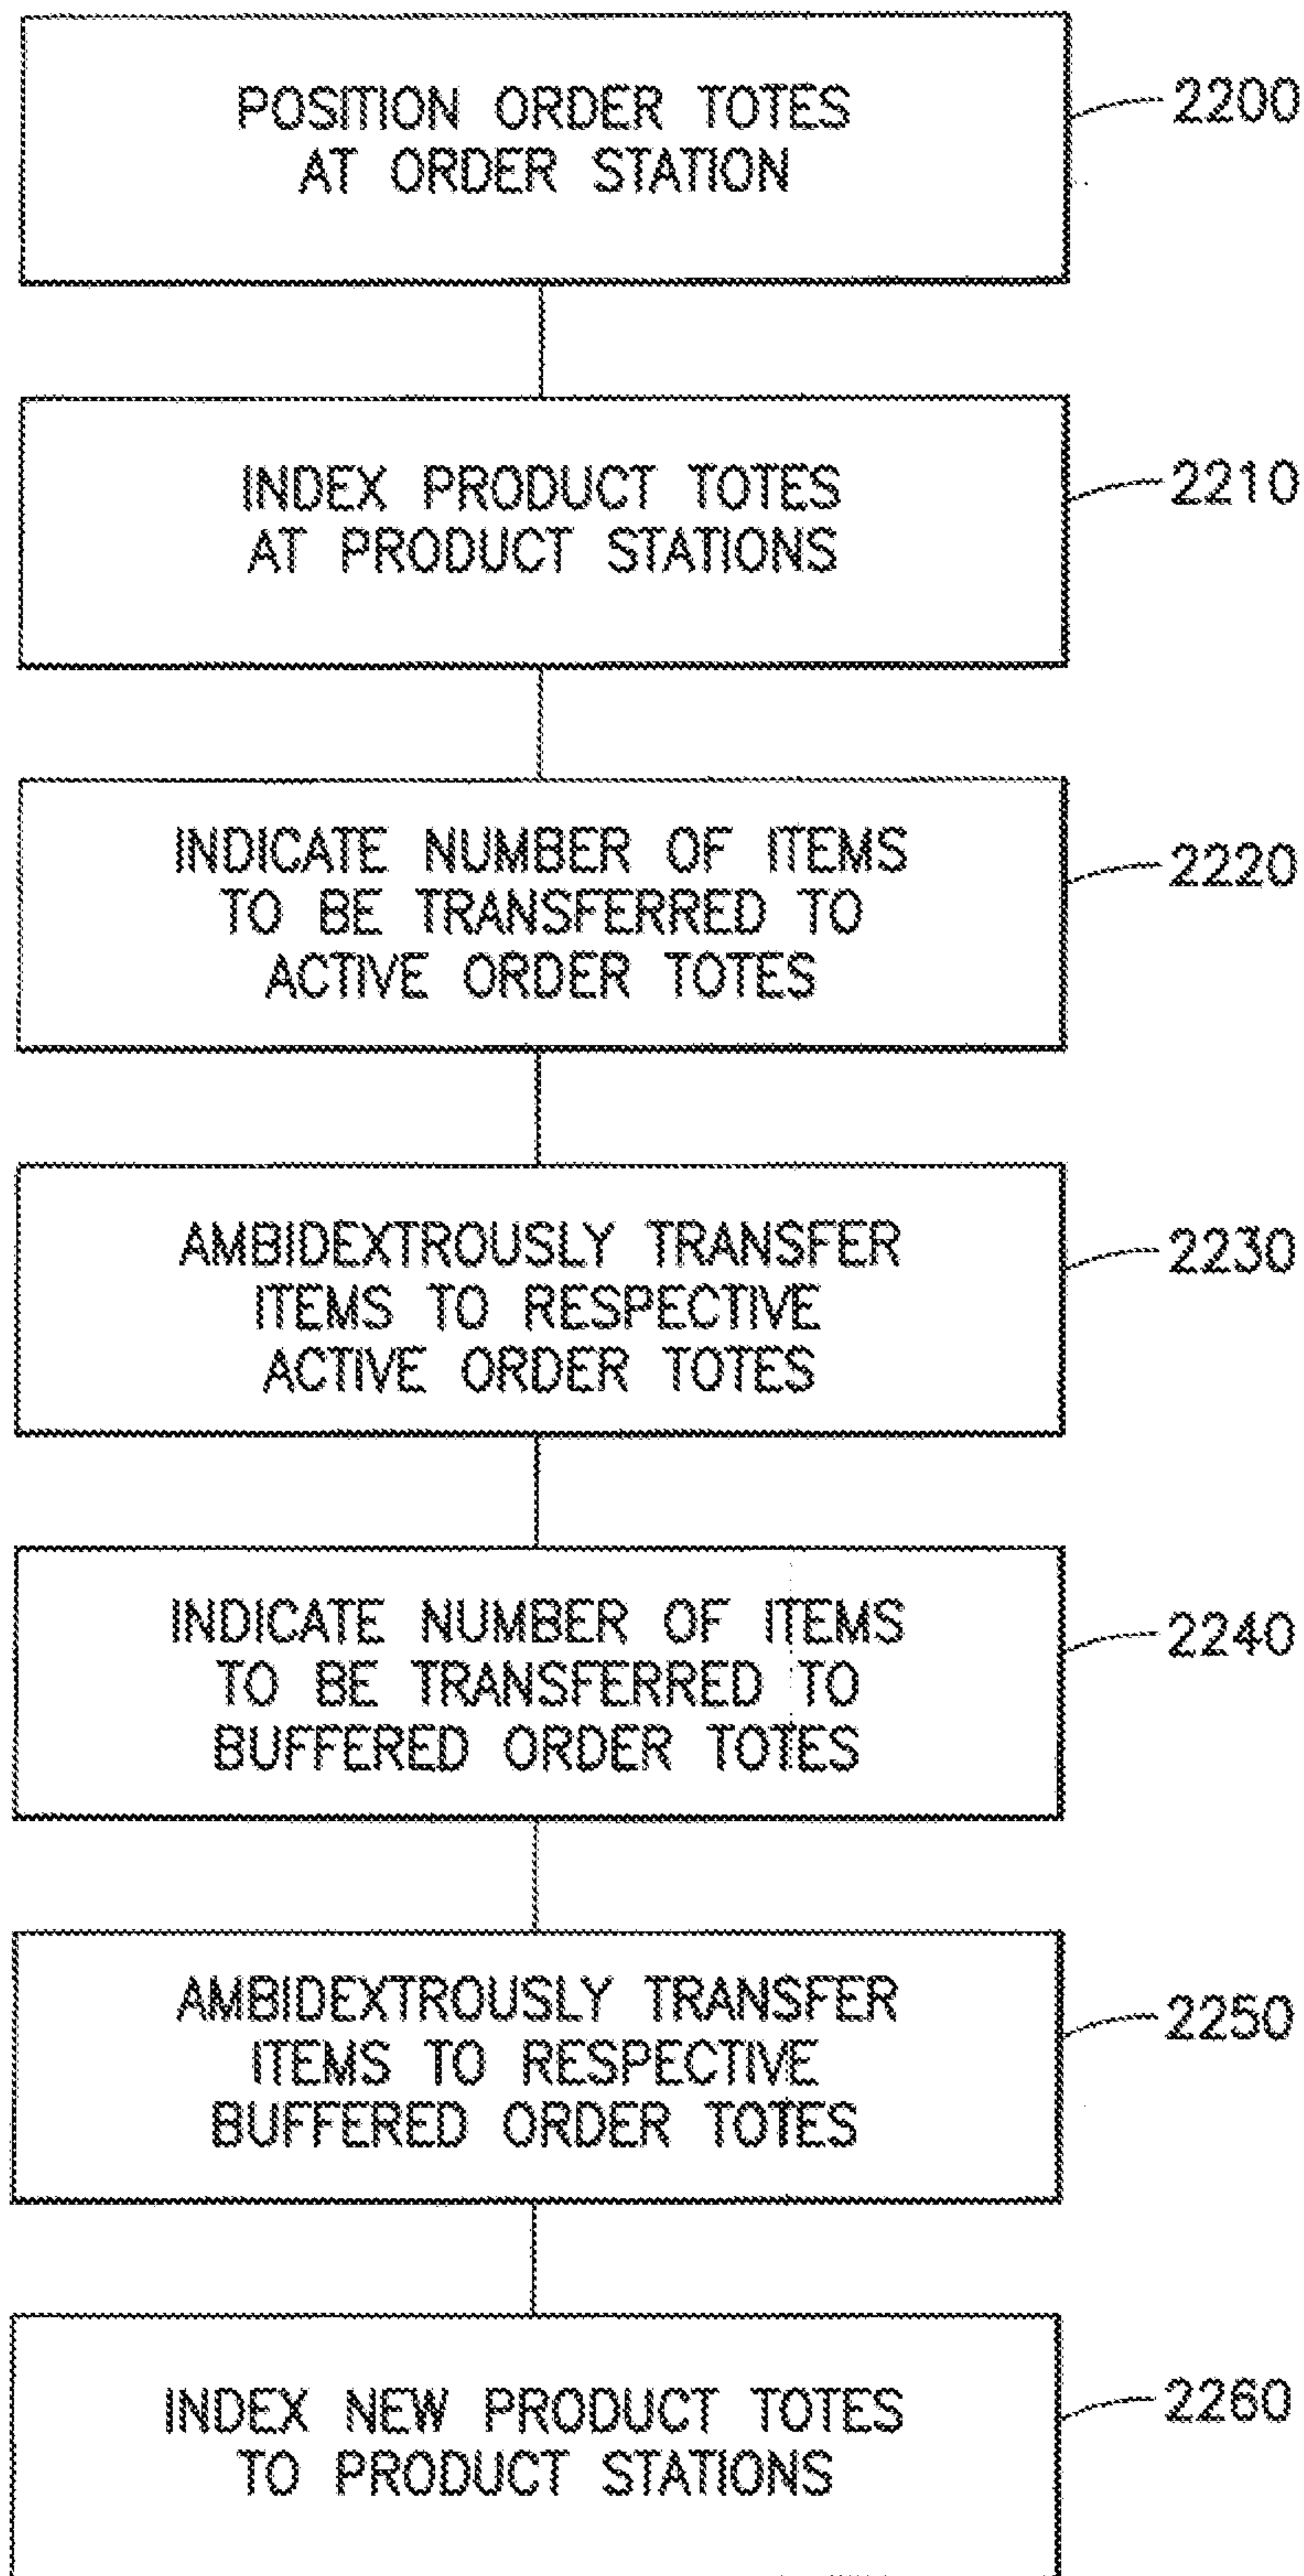 POSITION ORDER TOTES
AT ORDER STATION
2200
INDEX PRODUCT TOTES
AT PRODUCT STATIONS
2210
INDICATE NUMBER OF ITEMS
TO BE TRANSFERRED TO
ACTIVE ORDER TOTES
2220
AMBIDEXTROUSLY TRANSFER
ITEMS TO RESPECTIVE
ACTIVE ORDER TOTES
2230
INDICATE NUMBER OF ITEMS
TO BE TRANSFERRED TO
BUFFERED ORDER TOTES
2240
AMBIDEXTROUSLY TRANSFER
ITEMS TO RESPECTIVE
BUFFERED ORDER TOTES
2250
INDEX NEW PRODUCT TOTES
TO PRODUCT STATIONS
2260